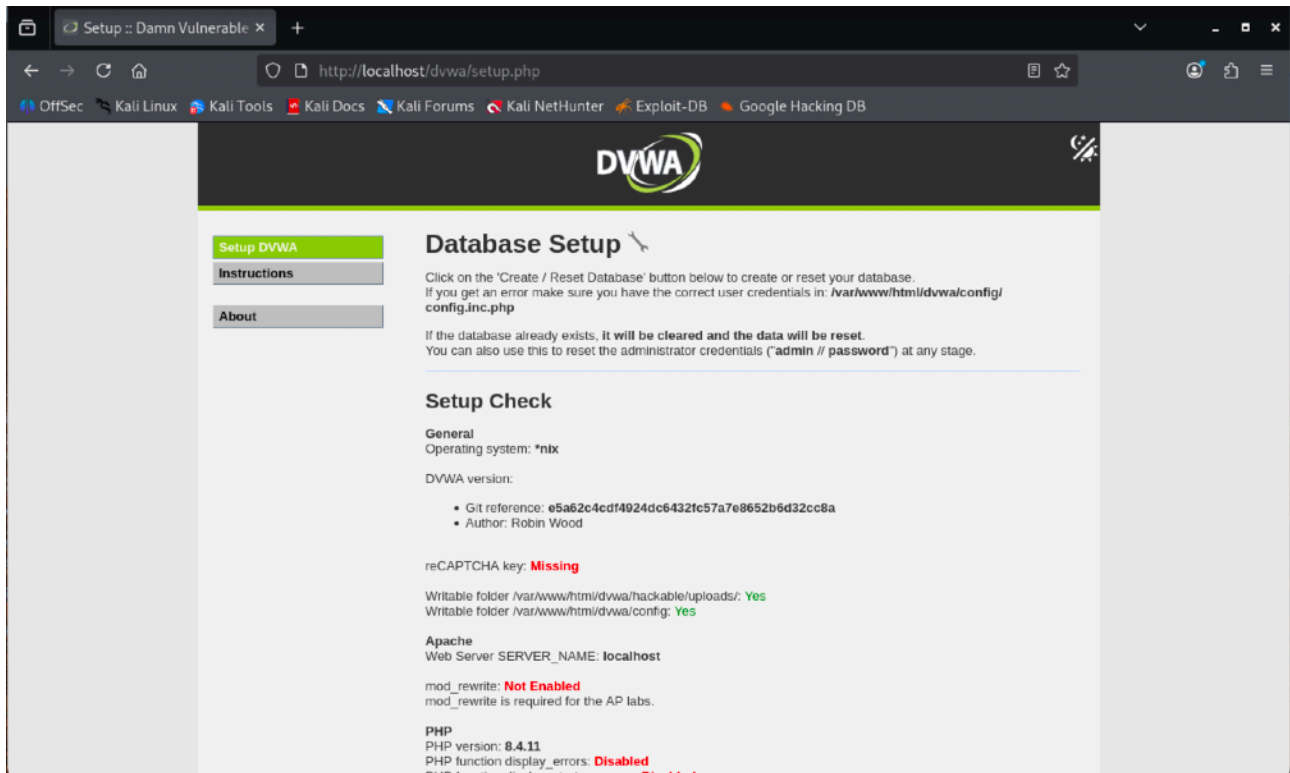 Setup :: Damn Vulnerable
http://localhost/dvwa/setup.php
OffSec Kali Linux Kali Tools Kali Docs Kali Forums Kali NetHunter Exploit-DB Google Hacking DB
DVWA
Setup DVWA
Instructions
About
Database Setup
Click on the 'Create / Reset Database' button below to create or reset your database.
If you get an error make sure you have the correct user credentials in: /var/www/html/dvwa/config/
config.inc.php
If the database already exists, it will be cleared and the data will be reset.
You can also use this to reset the administrator credentials ("admin // password") at any stage.
Setup Check
General
Operating system: *nix
DVWA version:
• Git reference: e5a62c4cdf4924dc6432fc57a7e8652b6d32cc8a
• Author: Robin Wood
reCAPTCHA key: Missing
Writable folder /var/www/html/dvwa/hackable/uploads/: Yes
Writable folder /var/www/html/dvwa/config: Yes
Apache
Web Server SERVER_NAME: localhost
mod_rewrite: Not Enabled
mod_rewrite is required for the AP labs.
PHP
PHP version: 8.4.11
PHP function display_errors: Disabled